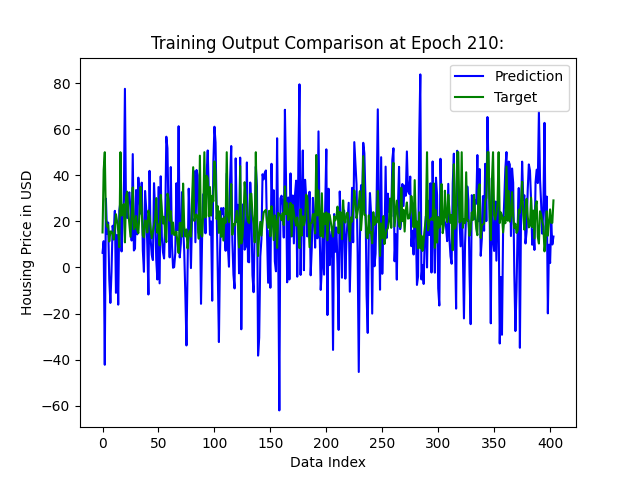 Training Output Comparison at Epoch 210:
Prediction
Target
80
60
40
20
0
−20
−40
−60
Housing Price in USD
0 50 100 150 200 250 300 350 400
Data Index